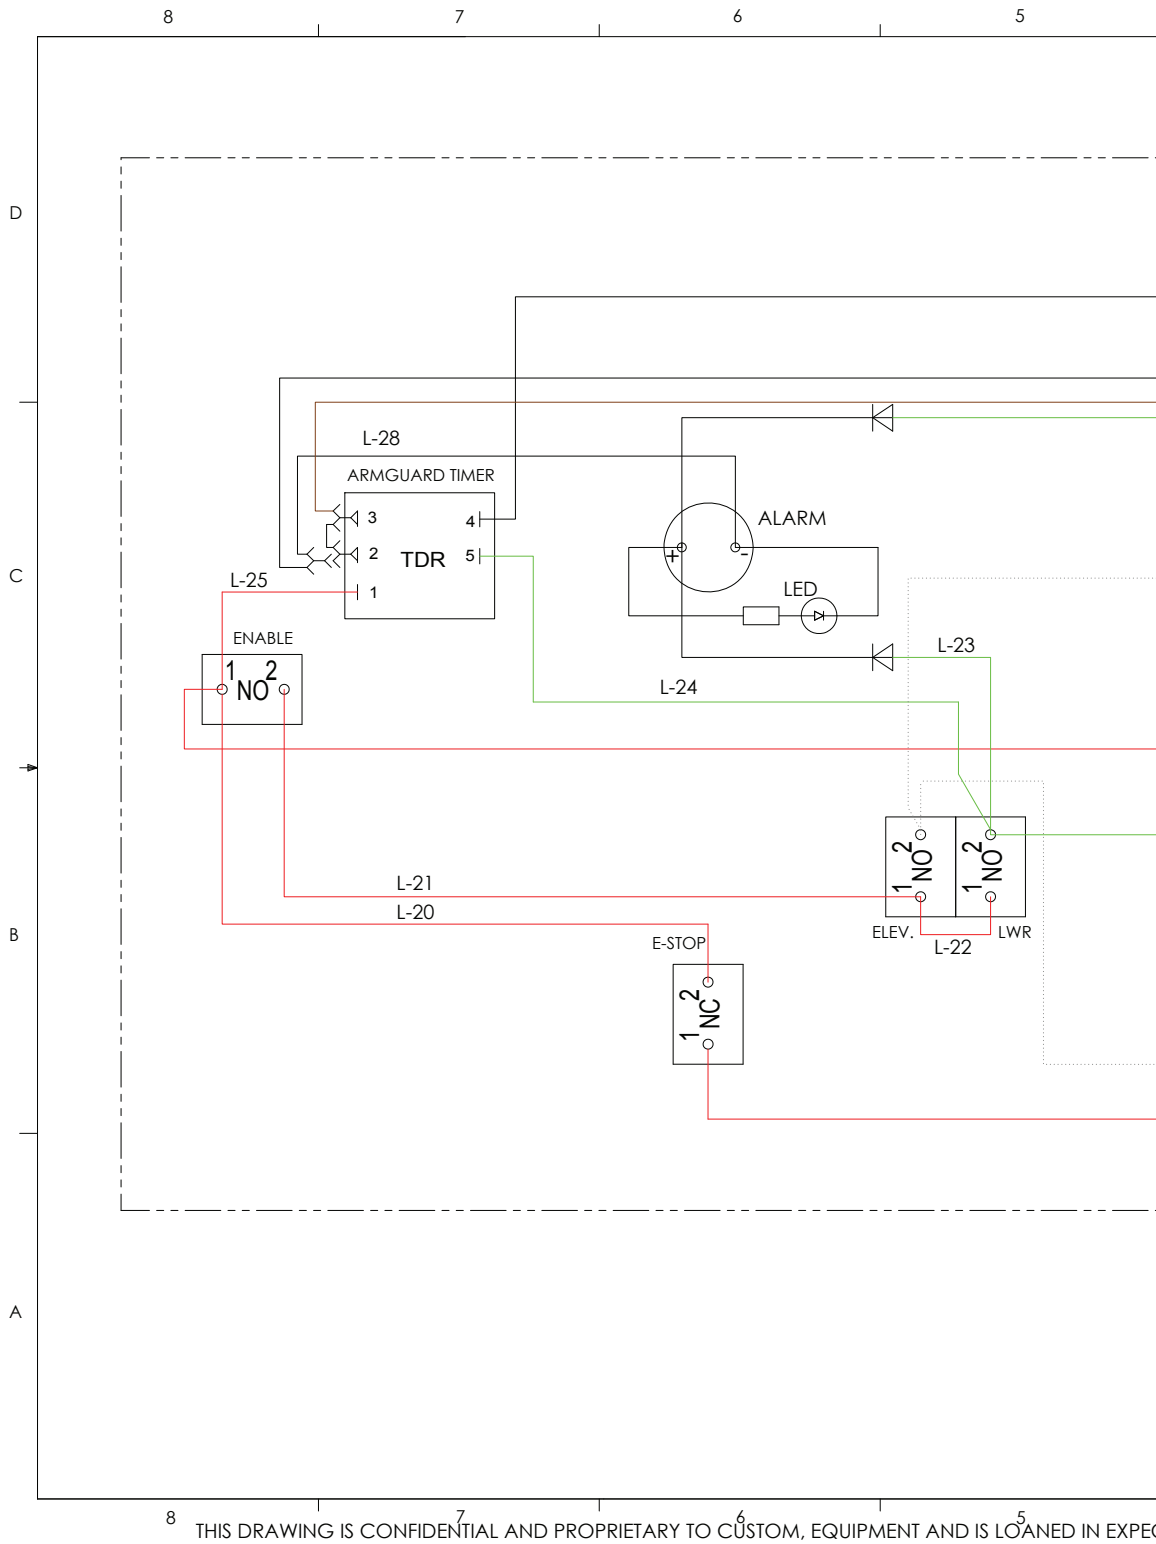 8 7 6 5
D
L-28
ARMGUARD TIMER
3 4
ALARM
2 TDR 5
+ -
C
L-25 1
LED
ENABLE
L-23
1 NO 2
L-24
NO 2 1
NO 2 1
L-21
L-20
B
E-STOP
ELEV. LWR
L-22
NC 2 1
A
8 7 6 5
THIS DRAWING IS CONFIDENTIAL AND PROPRIETARY TO CUSTOM, EQUIPMENT AND IS LOANED IN EXPEC